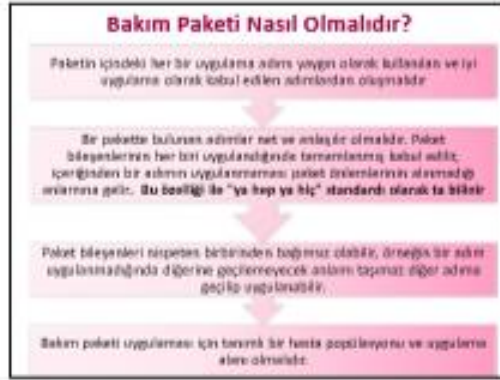 Bakım Paketi Nasıl Olmalıdır?
Paketin içindeki her bir uygulama adımı yaygın olarak kullanılan ve iyi
uygulama olarak kabul edilen adımlardan oluşmalıdır
Bir pakette bulunan adımlar net ve anlaşılır olmalıdır. Paket
bileşenlerinin her biri uygulandığında tamamlanmış kabul edilir,
içeriğinden bir adımın uygulanmaması paket önlemlerinin alınmadığı
anlamına gelir. Bu özelliği ile "ya hep ya hiç" standardı olarak ta bilinir
Paket bileşenleri nispeten birbirinden bağımsız olabilir, örneğin bir adım
uygulanmadığında diğerine geçilemeyecek anlamı taşımaz diğer adıma
geçilip uygulanabilir.
Bakım paketi uygulaması için tanımlı bir hasta popülasyonu ve uygulama
alanı olmalıdır.